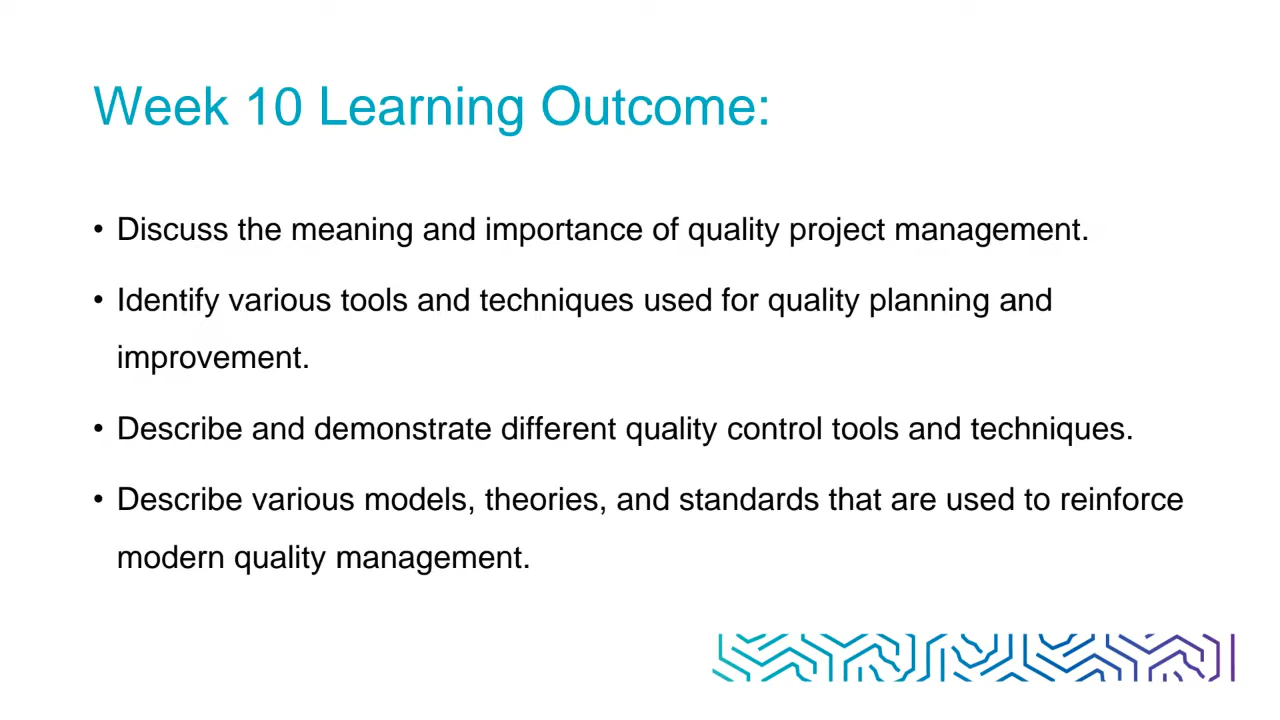 Week 10 Learning Outcome:
• Discuss the meaning and importance of quality project management.
• Identify various tools and techniques used for quality planning and
improvement.
• Describe and demonstrate different quality control tools and techniques.
• Describe various models, theories, and standards that are used to reinforce
modern quality management.